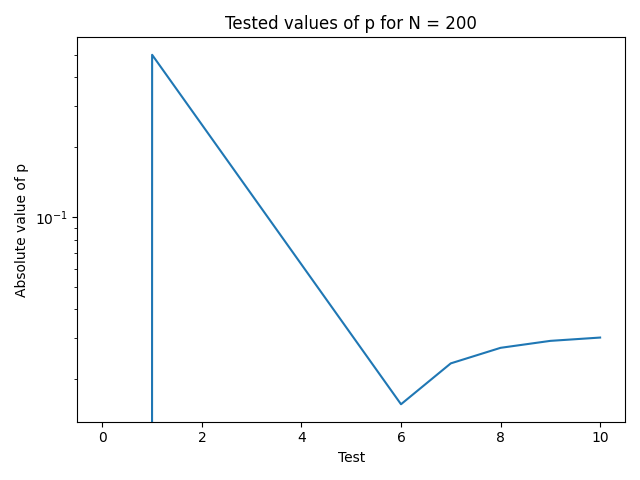 Tested values of p for N = 200
Absolute value of p
10⁻¹
0 2 4 6 8 10
Test